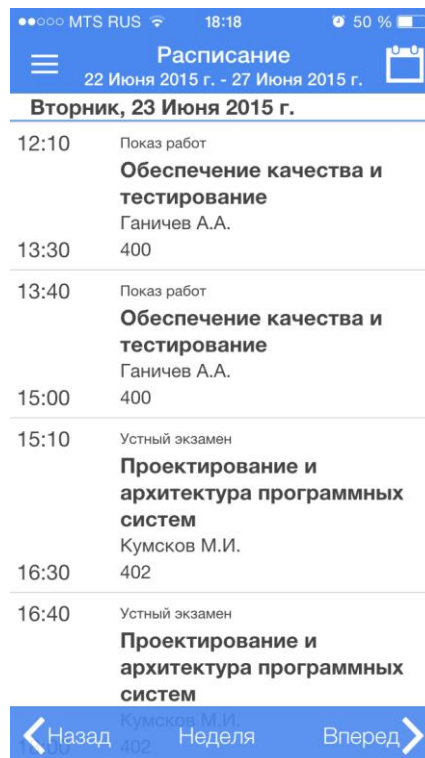 MTS RUS 18:18 50 %
Расписание
22 Июня 2015 г. - 27 Июня 2015 г.
Вторник, 23 Июня 2015 г.
12:10 Показ работ
Обеспечение качества и
тестирование
Ганичев А.А.
13:30 400
13:40 Показ работ
Обеспечение качества и
тестирование
Ганичев А.А.
15:00 400
15:10 Устный экзамен
Проектирование и
архитектура программных
систем
Кумсков М.И.
16:30 402
16:40 Устный экзамен
Проектирование и
архитектура программных
систем
Кумсков М.И.
402
Назад Неделя Вперед